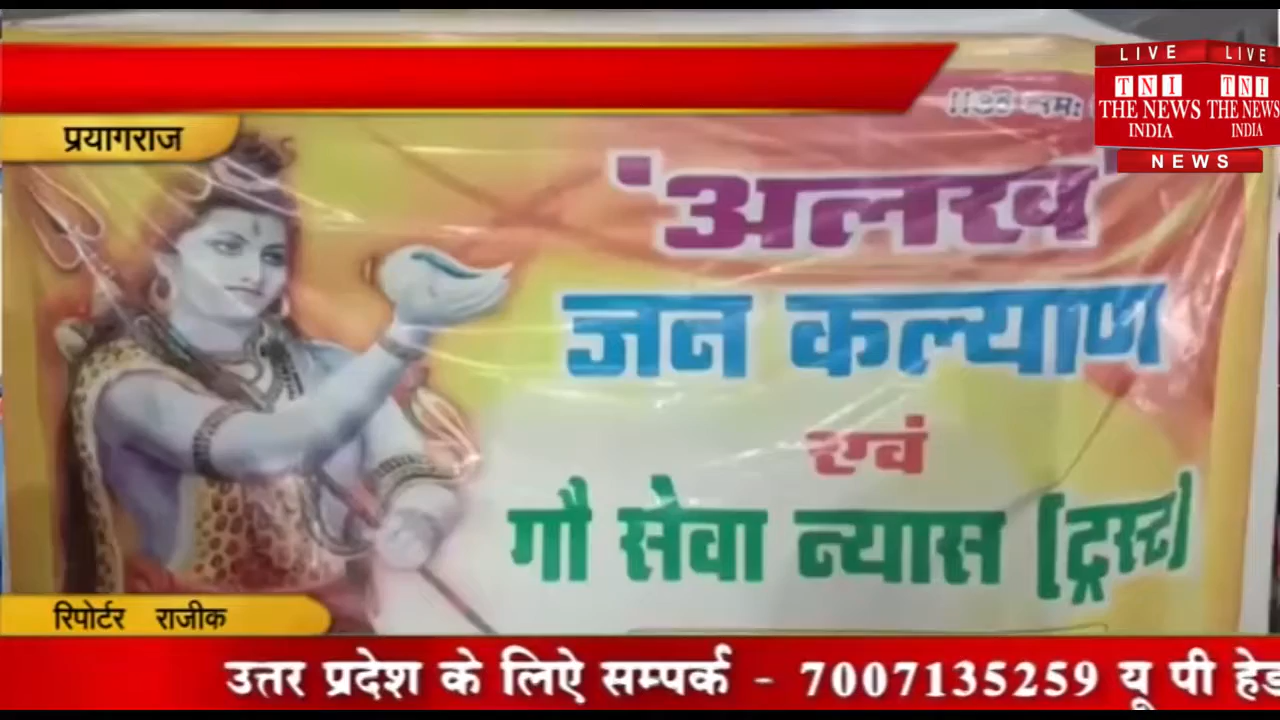 LIVE LIVE
TNI TNI
THE NEWS THE NEWS
INDIA INDIA
NEWS
प्रयागराज
'अलख'
जन कल्याण
एवं
गौ सेवा न्यास [ट्रस्ट]
रिपोर्टर राजीक
उत्तर प्रदेश के लिऐ सम्पर्क - 7007135259 यू पी हेड